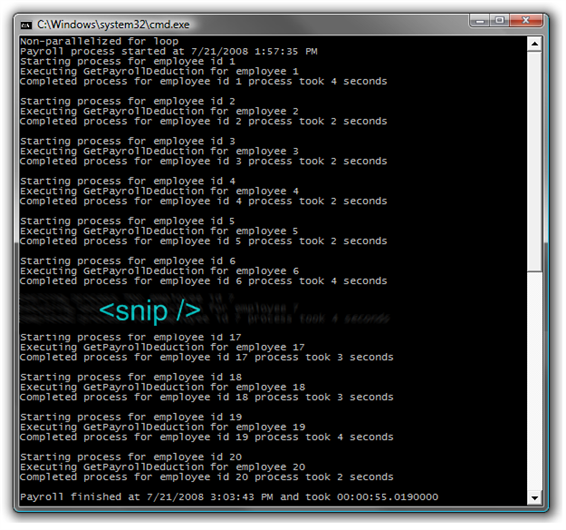 C:\Windows\system32\cmd.exe
Non-parallelized for loop
Payroll process started at 7/21/2008 1:57:35 PM
Starting process for employee id 1
Executing GetPayrollDeduction for employee 1
Completed process for employee id 1 process took 4 seconds
Starting process for employee id 2
Executing GetPayrollDeduction for employee 2
Completed process for employee id 2 process took 2 seconds
Starting process for employee id 3
Executing GetPayrollDeduction for employee 3
Completed process for employee id 3 process took 2 seconds
Starting process for employee id 4
Executing GetPayrollDeduction for employee 4
Completed process for employee id 4 process took 2 seconds
Starting process for employee id 5
Executing GetPayrollDeduction for employee 5
Completed process for employee id 5 process took 2 seconds
Starting process for employee id 6
Executing GetPayrollDeduction for employee 6
Completed process for employee id 6 process took 4 seconds
<snip />
Starting process for employee id 17
Executing GetPayrollDeduction for employee 17
Completed process for employee id 17 process took 3 seconds
Starting process for employee id 18
Executing GetPayrollDeduction for employee 18
Completed process for employee id 18 process took 3 seconds
Starting process for employee id 19
Executing GetPayrollDeduction for employee 19
Completed process for employee id 19 process took 4 seconds
Starting process for employee id 20
Executing GetPayrollDeduction for employee 20
Completed process for employee id 20 process took 2 seconds
Payroll finished at 7/21/2008 3:03:43 PM and took 00:00:55.0190000